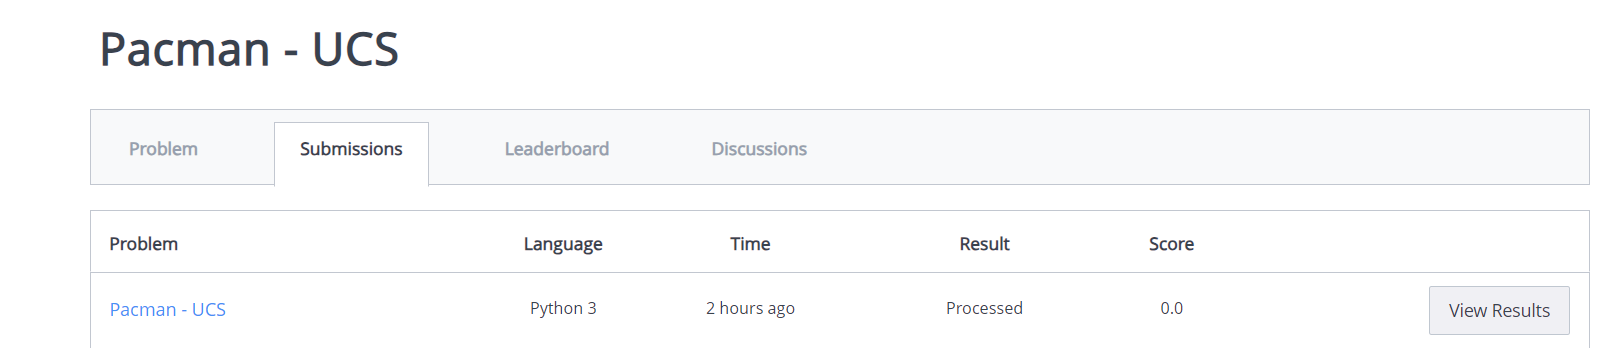 Pacman - UCS
Problem Submissions Leaderboard Discussions
Problem Language Time Result Score
Pacman - UCS Python 3 2 hours ago Processed 0.0 View Results